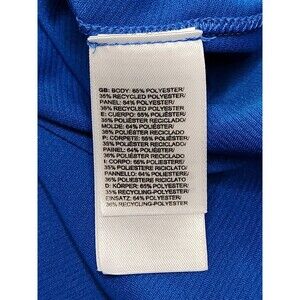 GB: BODY: 65% POLYESTER/
35% RECYCLED POLYESTER
PANEL: 64% POLYESTER/
36% RECYCLED POLYESTER
E: CUERPO: 65% POLIÉSTER/
35% POLIÉSTER RECICLADO
MOLDE: 64% POLIÉSTER/
36% POLIÉSTER RECICLADO
P: CORPETE: 65% POLIÉSTER/
35% POLIÉSTER RECICLADO/
PAINEL: 64% POLIÉSTER/
36% POLIÉSTER RECICLADO
I: CORPO: 65% POLIESTERE/
35% POLIESTERE RICICLATO
PANNELLO: 64% POLIESTERE/
36% POLIESTERE RICICLATO
D: KÖRPER: 65% POLYESTER/
35% RECYCLING-POLYESTER
EINSATZ: 64% POLYESTER/
36% RECYCLING-POLYESTER